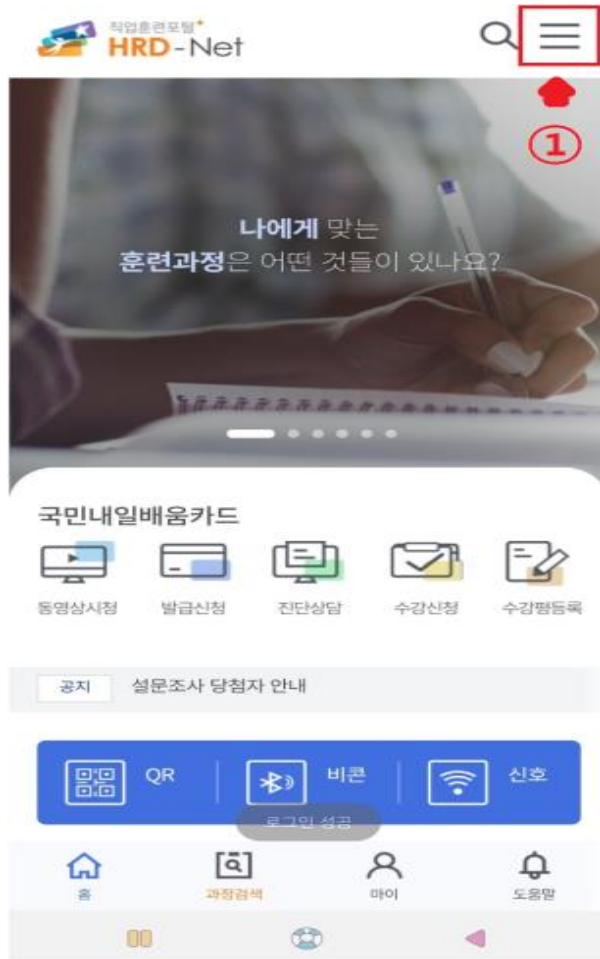 직업훈련포털
HRD-Net
①
나에게 맞는
훈련과정은 어떤 것들이 있나요?
국민내일배움카드
동영상시청 발급신청 진단상담 수강신청 수강평등록
공지 설문조사 당첨자 안내
QR 비콘 신호
로그인 성공
홈 과정검색 마이 도움말